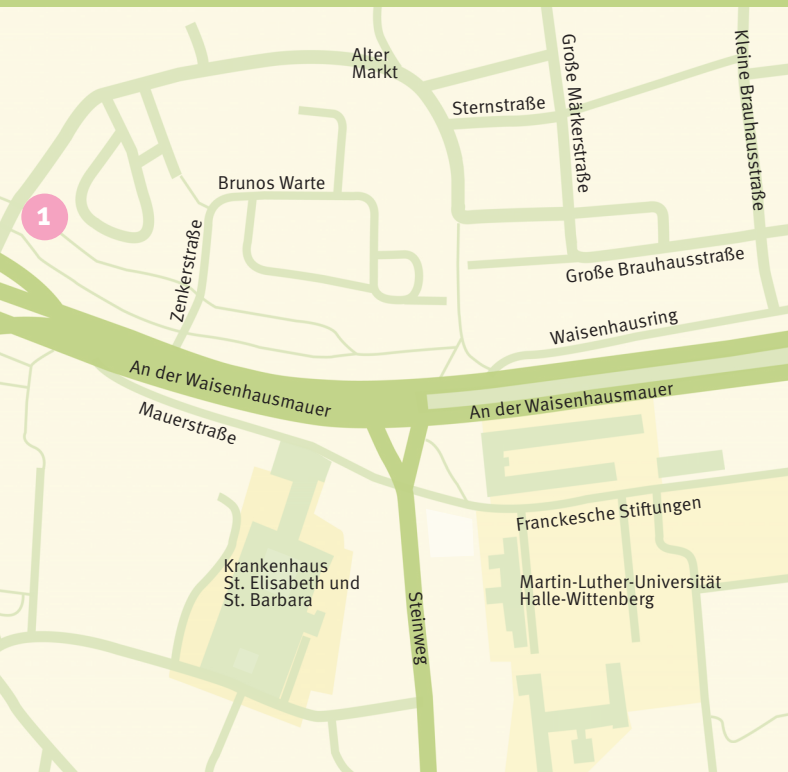 Alter
Markt
Große Märkerstraße
Kleine Brauhausstraße
Sternstraße
Brunos Warte
1
Zenkerstraße
Große Brauhausstraße
Waisenhausring
An der Waisenhausmauer
An der Waisenhausmauer
Mauerstraße
Franckesche Stiftungen
Krankenhaus
St. Elisabeth und
St. Barbara
Martin-Luther-Universität
Halle-Wittenberg
Steinweg